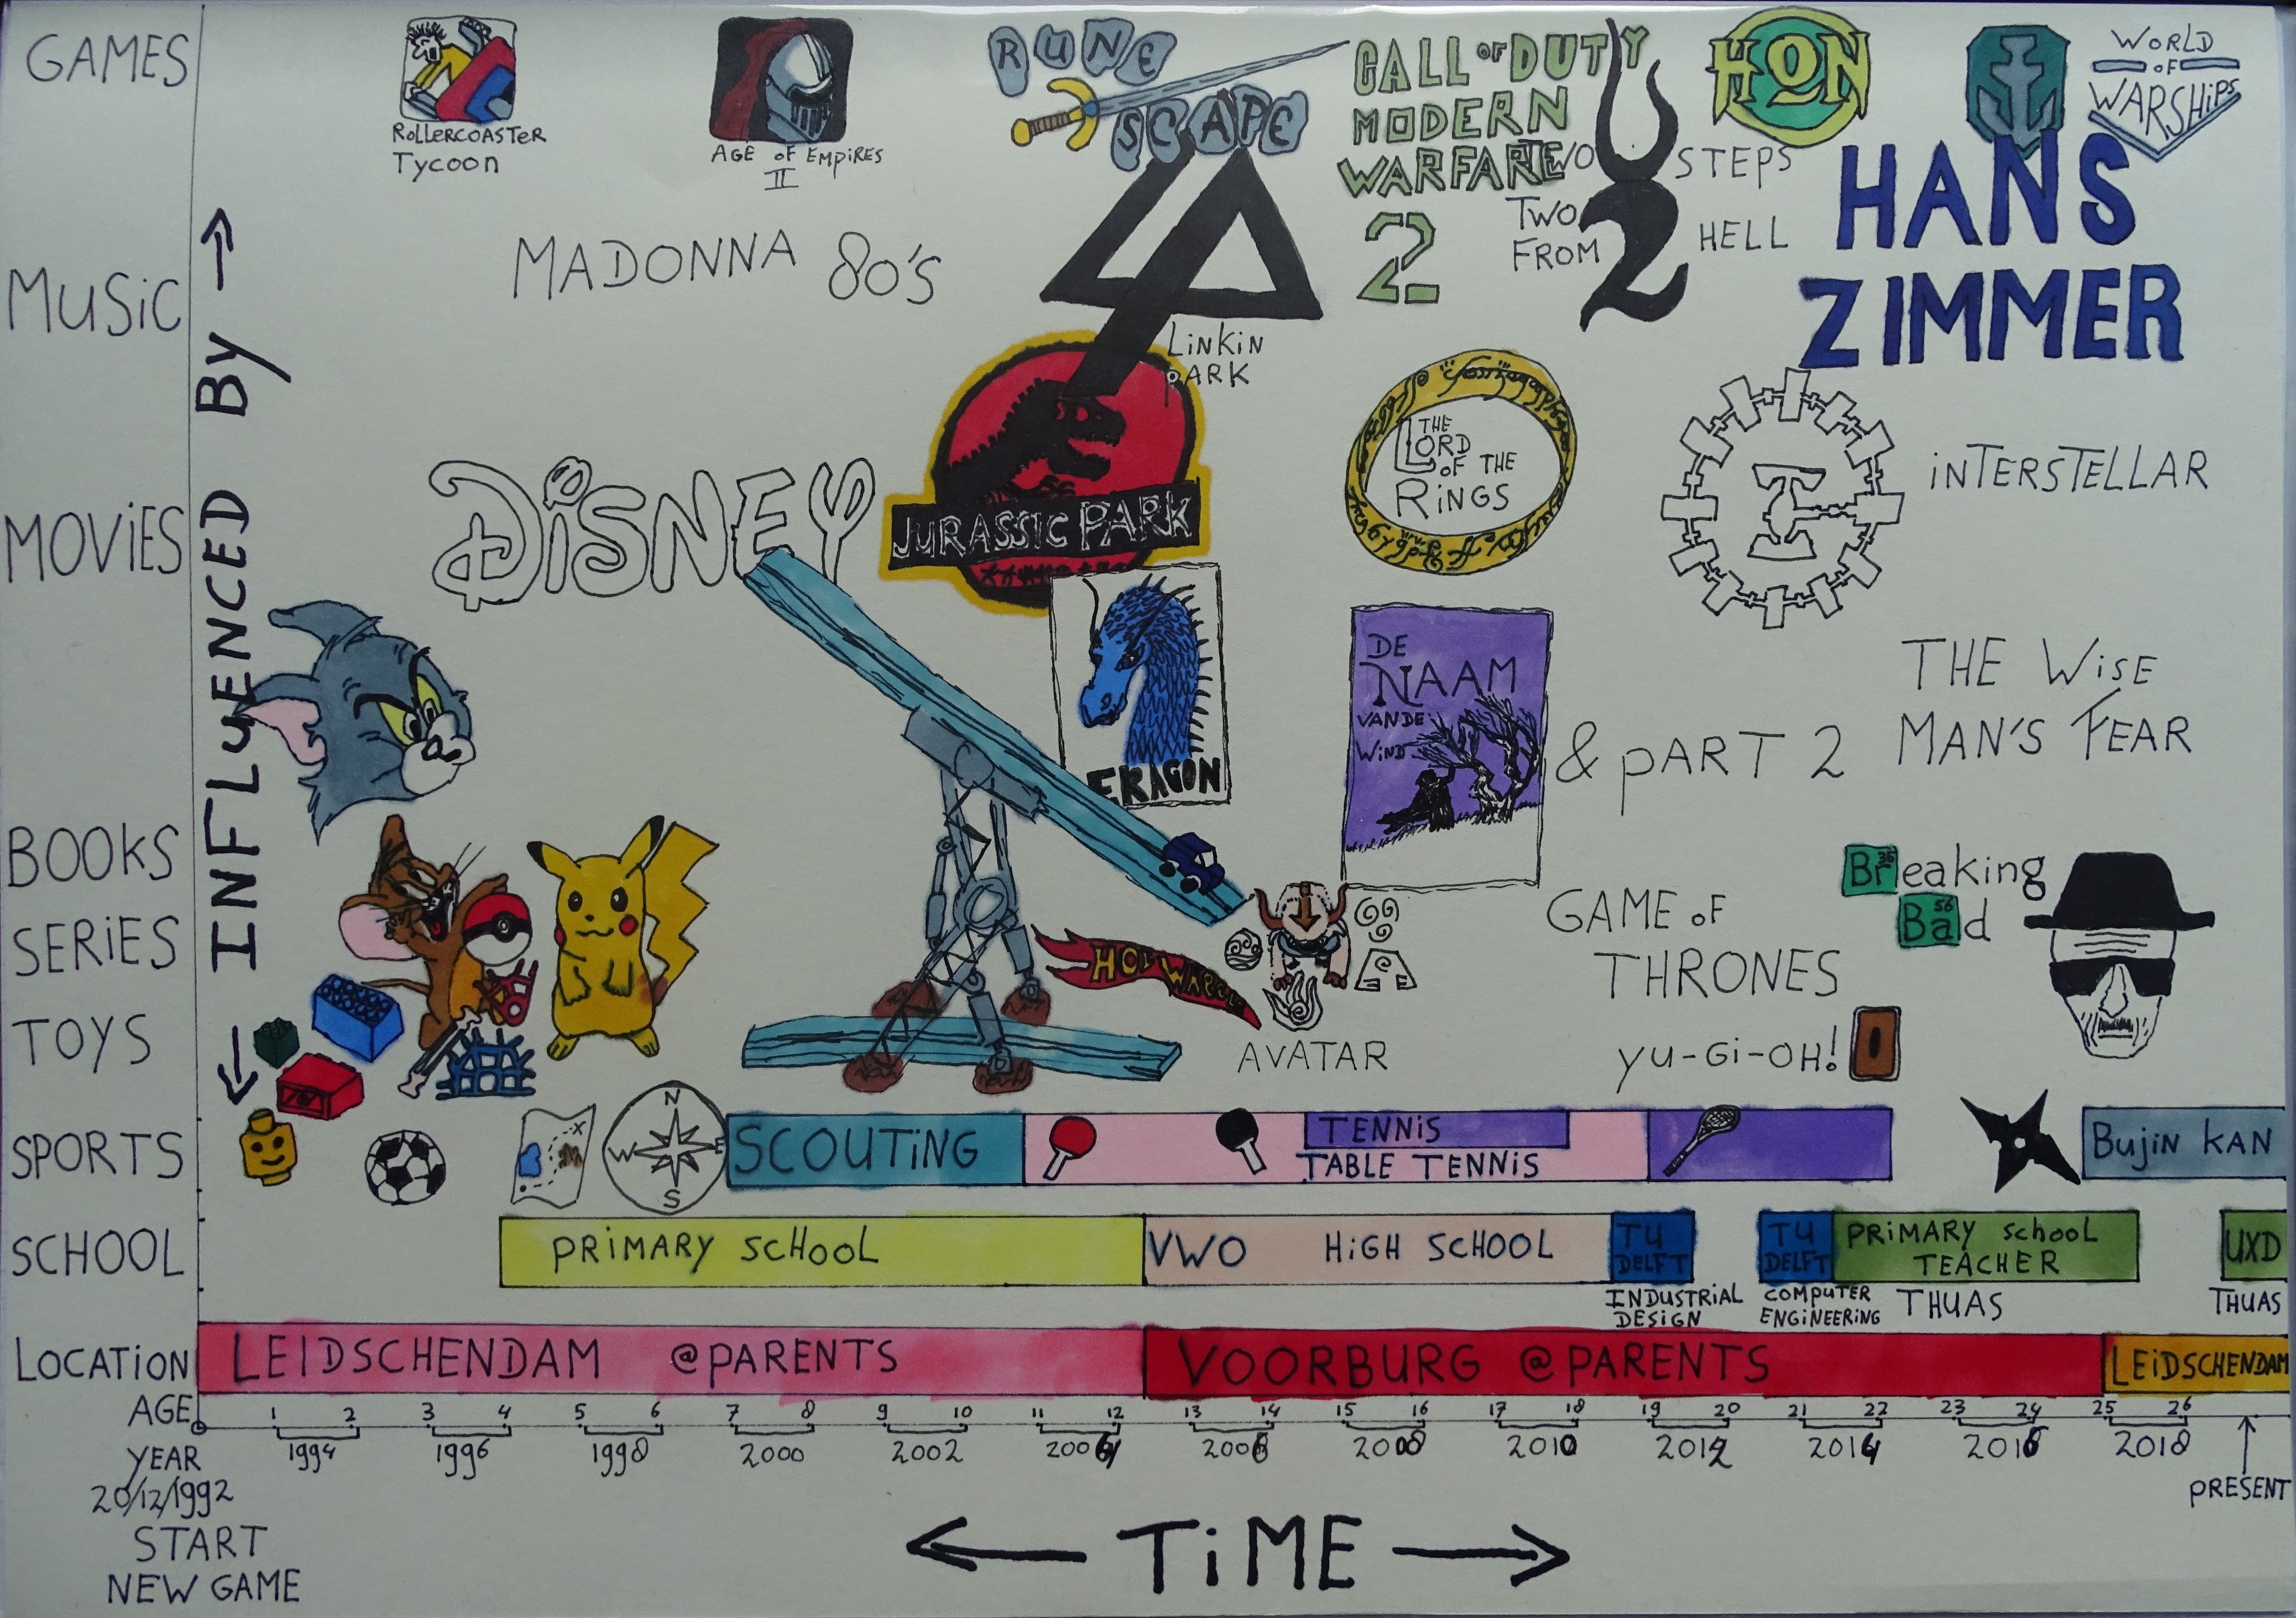 GAMES
ROLLERCOASTER
TYCOON
AGE OF EMPIRES
II
RUNE
SCAPE
CALL OF DUTY
MODERN
WARFARE
2
HON
WORLD
OF
WARSHIPS
INFLUENCED BY
MUSIC
MADONNA 80'S
LINKIN
PARK
TWO STEPS
TWO
FROM HELL
2
HANS
ZIMMER
MOVIES
DISNEY
JURASSIC PARK
THE
LORD
OF THE
RINGS
INTERSTELLAR
BOOKS
ERAGON
DE
NAAM
VAN DE
WIND
& PART 2
THE WISE
MAN'S FEAR
SERIES
AVATAR
GAME OF
THRONES
Breaking
35
Bad
56
TOYS
HOT WHEELS
YU-GI-OH!
SPORTS
N
W E
S
SCOUTING
TENNIS
TABLE TENNIS
Bujin KAN
SCHOOL
PRIMARY SCHOOL
VWO HIGH SCHOOL
TU
DELFT
INDUSTRIAL
DESIGN
TU
DELFT
COMPUTER
ENGINEERING
PRIMARY SCHOOL
TEACHER
THUAS
UXD
THUAS
LOCATION
LEIDSCHENDAM @PARENTS
VOORBURG @PARENTS
LEIDSCHENDAM
AGE
1 2 3 4 5 6 7 8 9 10 11 12 13 14 15 16 17 18 19 20 21 22 23 24 25 26
YEAR
1994 1996 1998 2000 2002 2004 2006 2008 2010 2012 2014 2016 2018
PRESENT
20/12/1992
START
NEW GAME
TIME